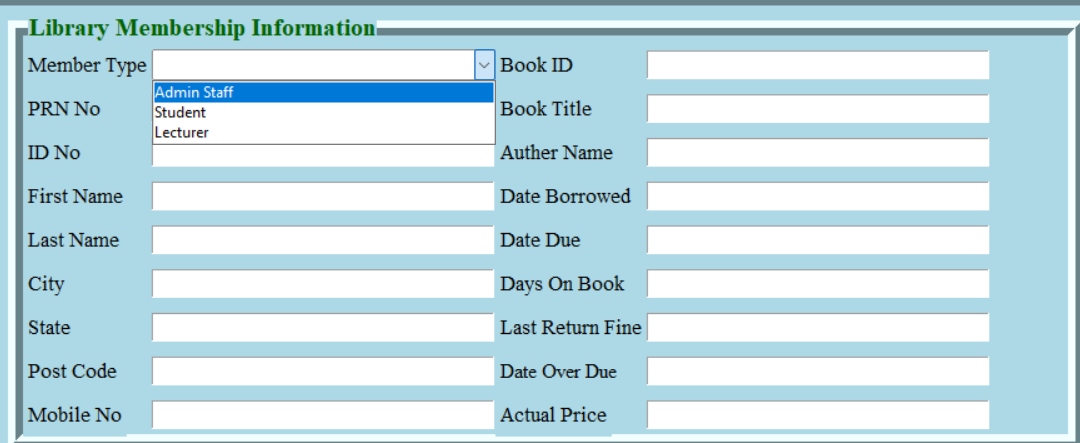 Library Membership Information
Member Type Book ID
Admin Staff
PRN No Student Book Title
Lecturer
ID No Auther Name
First Name Date Borrowed
Last Name Date Due
City Days On Book
State Last Return Fine
Post Code Date Over Due
Mobile No Actual Price